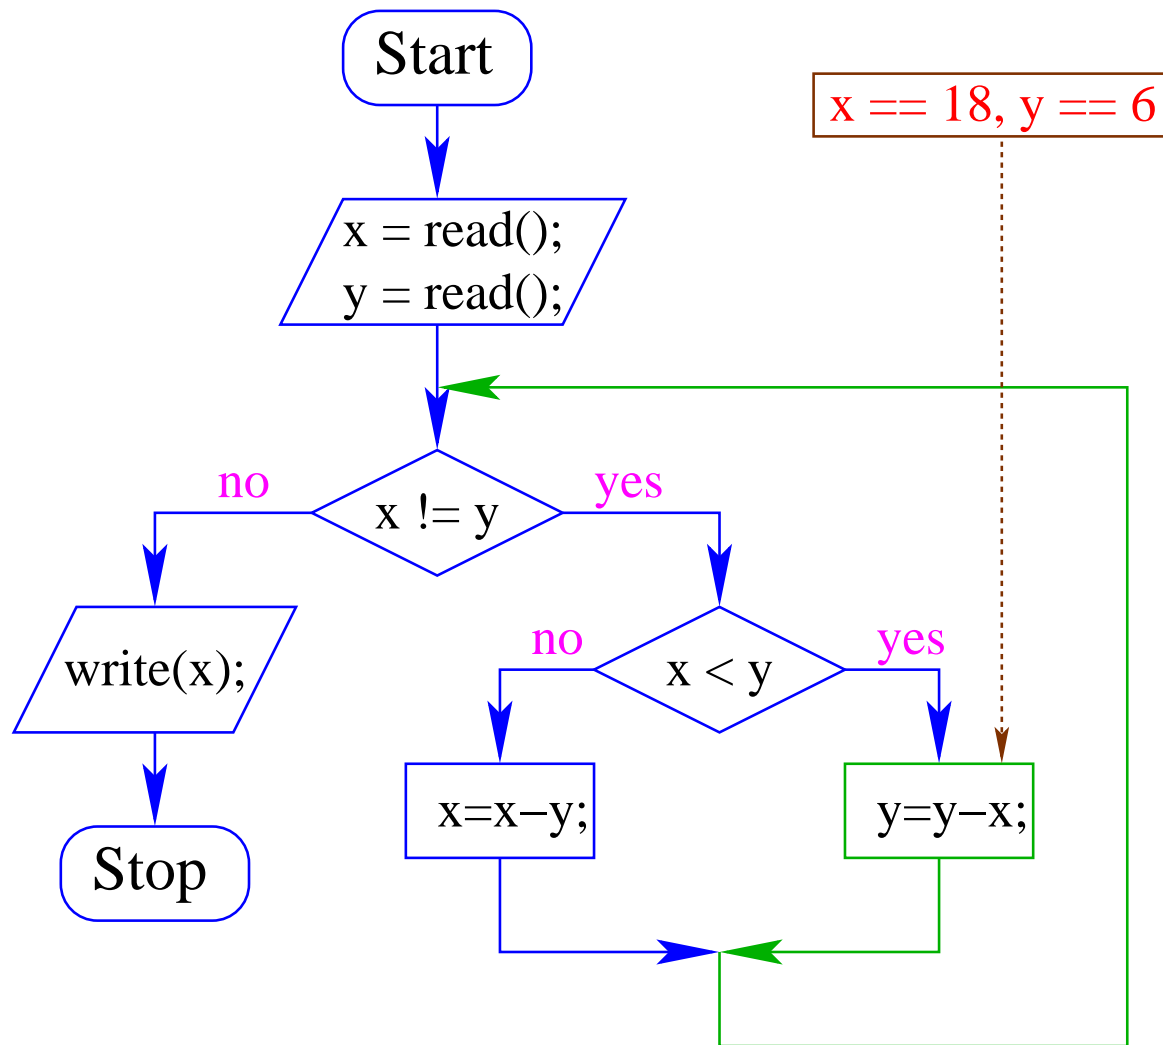 Start
x == 18, y == 6
x = read();
y = read();
no
yes
x != y
no
yes
write(x);
x < y
x=x−y;
y=y−x;
Stop